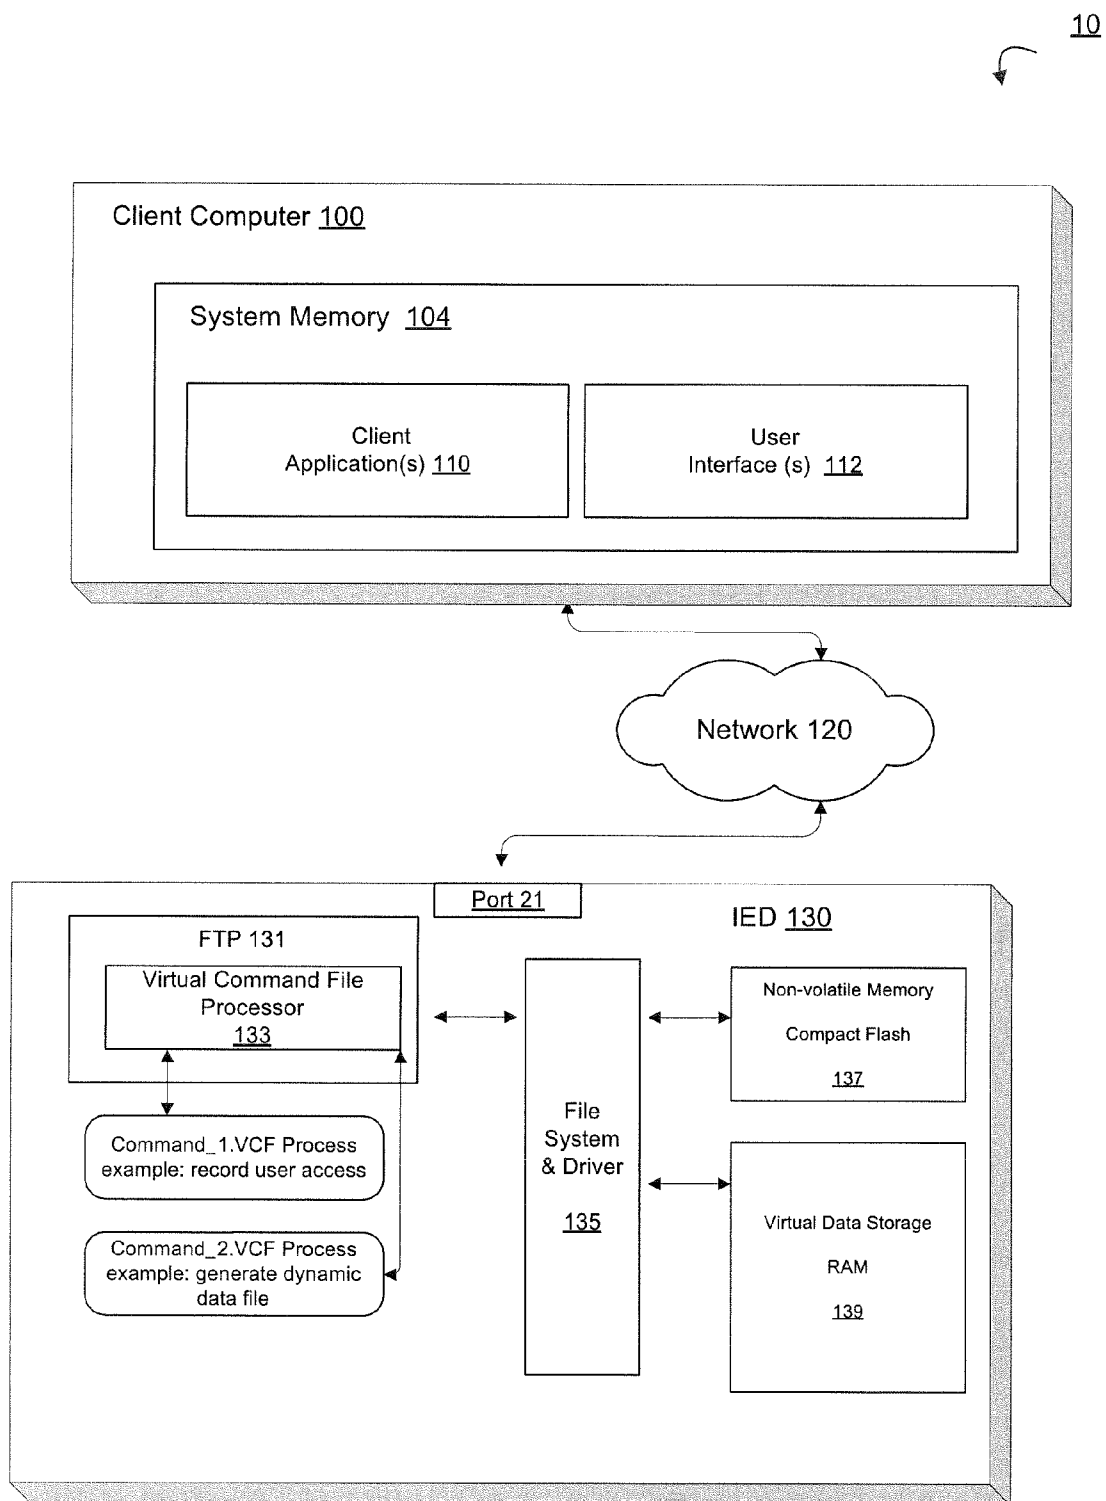 10
Client Computer 100
System Memory 104
Client
Application(s) 110
User
Interface (s) 112
Network 120
Port 21
IED 130
FTP 131
Virtual Command File
Processor
133
Command_1.VCF Process
example: record user access
Command_2.VCF Process
example: generate dynamic
data file
File
System
& Driver
135
Non-volatile Memory
Compact Flash
137
Virtual Data Storage
RAM
139